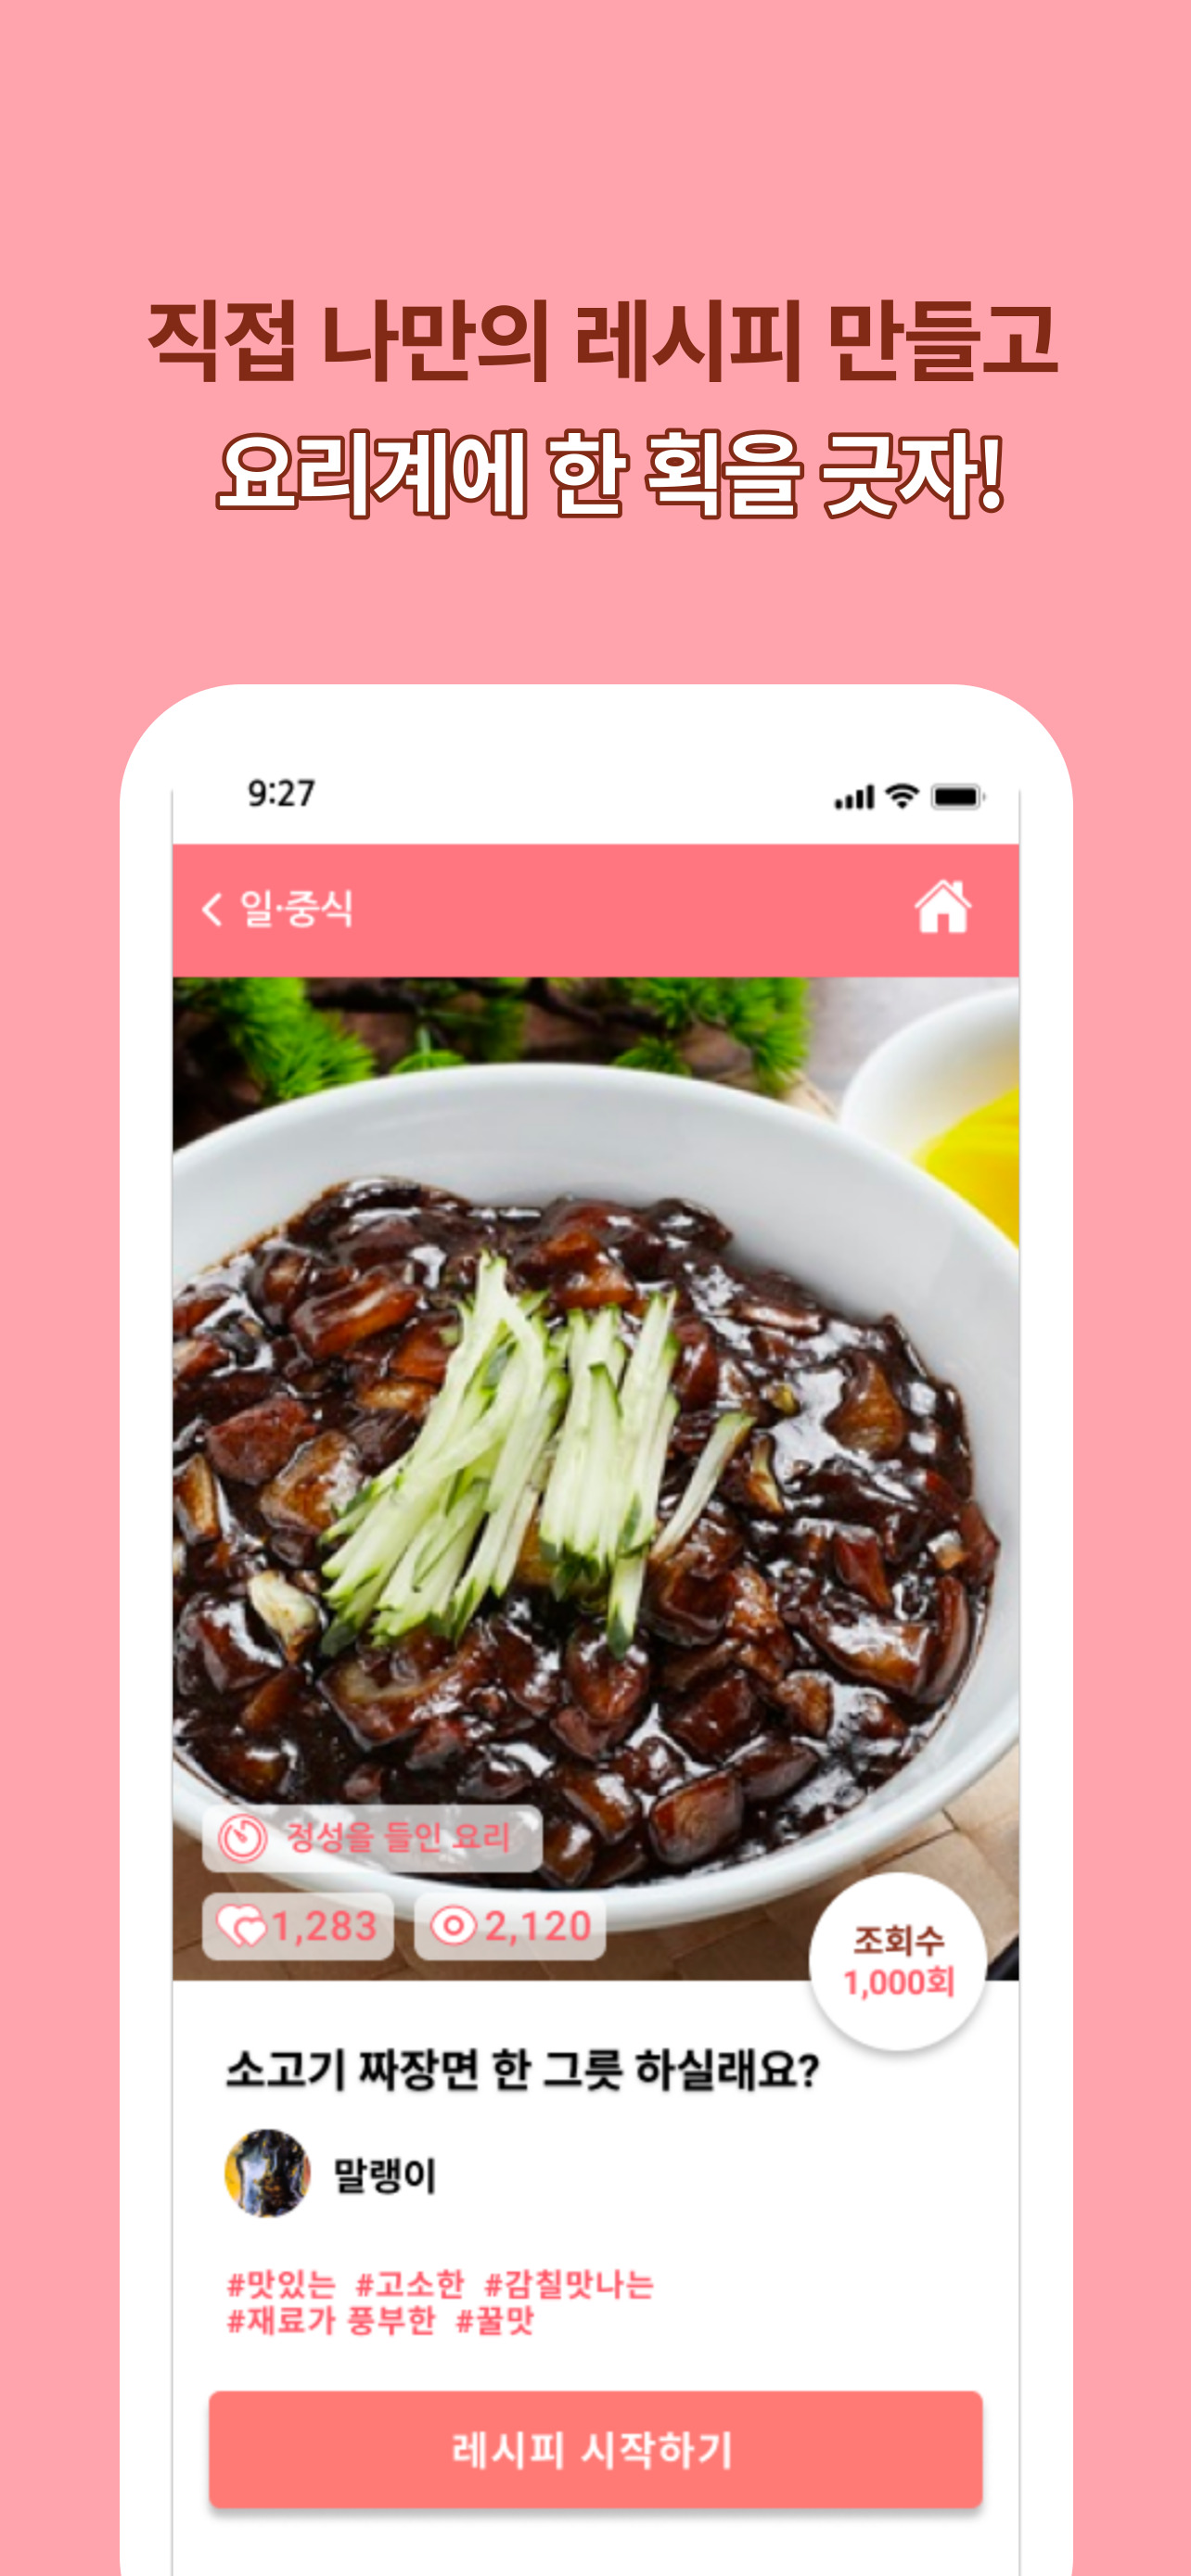 직접 나만의 레시피 만들고
요리계에 한 획을 긋자!
9:27
일·중식
정성을 들인 요리
1,283 2,120
조회수
1,000회
소고기 짜장면 한 그릇 하실래요?
말랭이
#맛있는 #고소한 #감칠맛나는
#재료가 풍부한 #꿀맛
레시피 시작하기